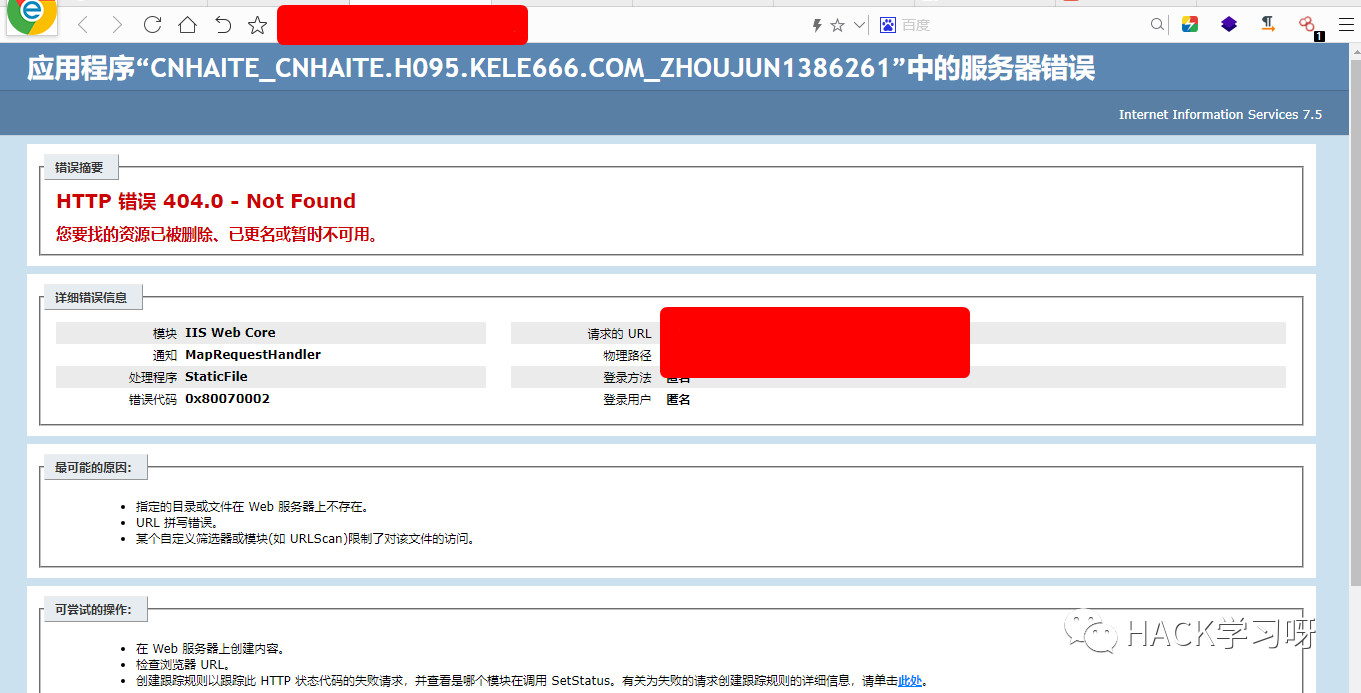 百度
1
应用程序“CNHAITE_CNHAITE.H095.KELE666.COM_ZHOUJUN1386261”中的服务器错误
Internet Information Services 7.5
错误摘要
HTTP 错误 404.0 - Not Found
您要找的资源已被删除、已更名或暂时不可用。
详细错误信息
模块 IIS Web Core
通知 MapRequestHandler
处理程序 StaticFile
错误代码 0x80070002
请求的 URL
物理路径
登录方法 匿名
登录用户 匿名
最可能的原因:
• 指定的目录或文件在 Web 服务器上不存在。
• URL 拼写错误。
• 某个自定义筛选器或模块(如 URLScan)限制了对该文件的访问。
可尝试的操作:
• 在 Web 服务器上创建内容。
• 检查浏览器 URL。
• 创建跟踪规则以跟踪此 HTTP 状态代码的失败请求，并查看是哪个模块在调用 SetStatus。有关为失败的请求创建跟踪规则的详细信息，请单击此处。
HACK学习呀